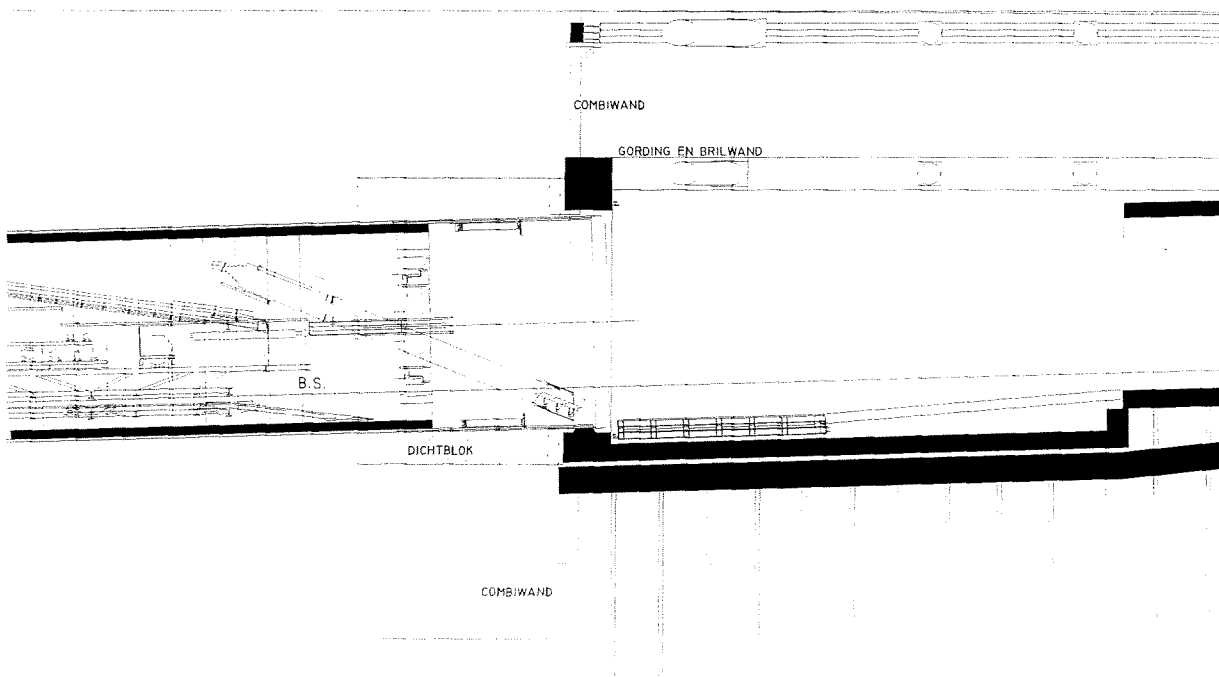 COMBIWAND
GORDING EN BRILWAND
B.S.
DICHTBLOK
COMBIWAND